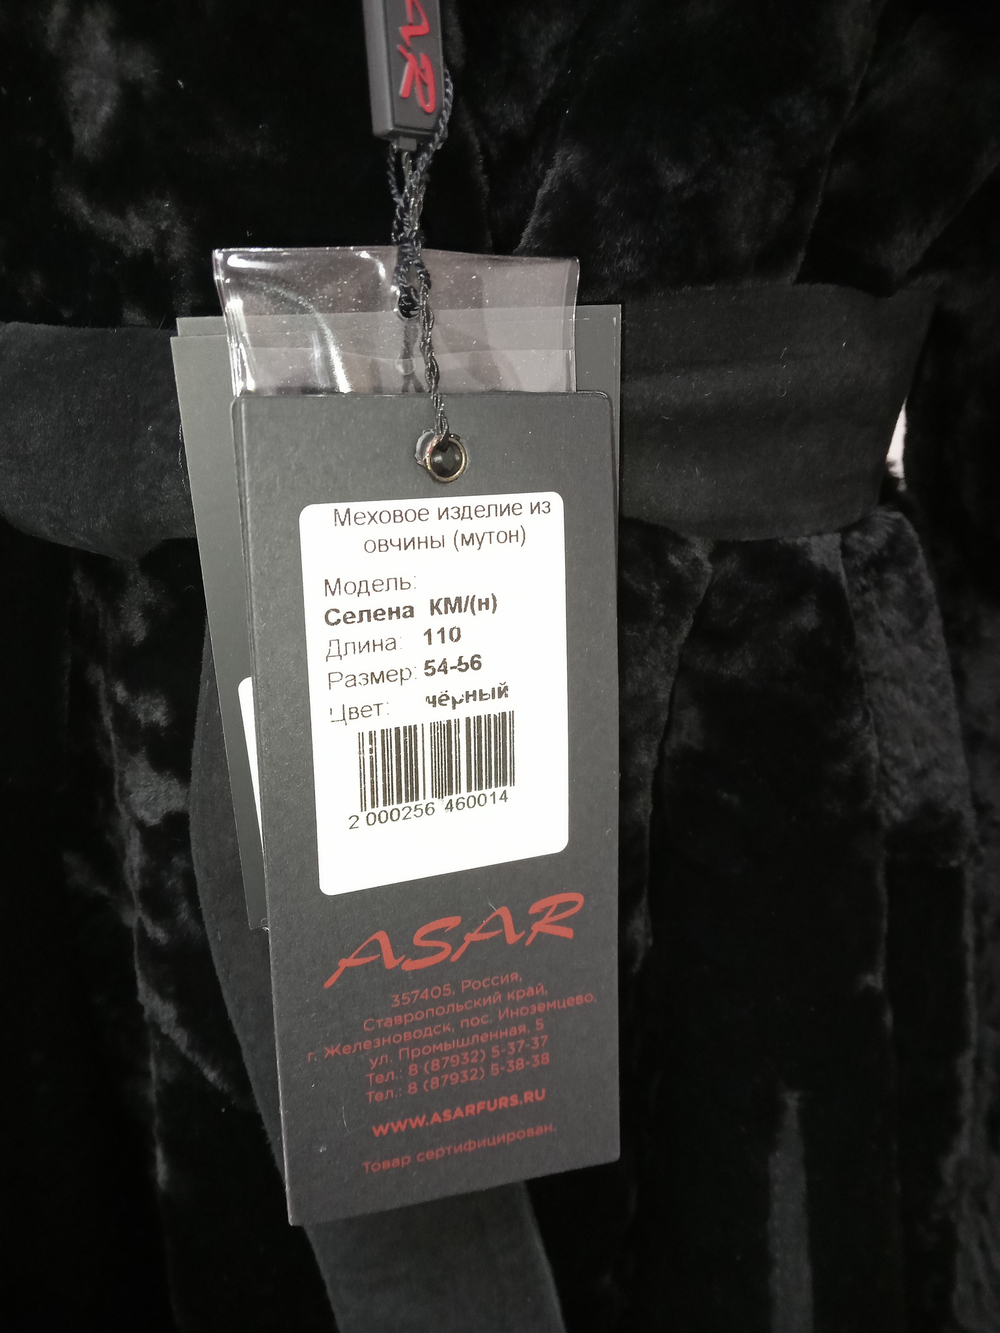 AR
Меховое изделие из
овчины (мутон)
Модель:
Селена КМ/(н)
Длина: 110
Размер: 54-56
Цвет: чёрный
2 000256 460014
ASAR
357405, Россия,
Ставропольский край,
г. Железноводск, пос. Иноземцево,
ул. Промышленная, 5
Тел.: 8 (87932) 5-37-37
Тел.: 8 (87932) 5-38-38
WWW.ASARFURS.RU
Товар сертифицирован.